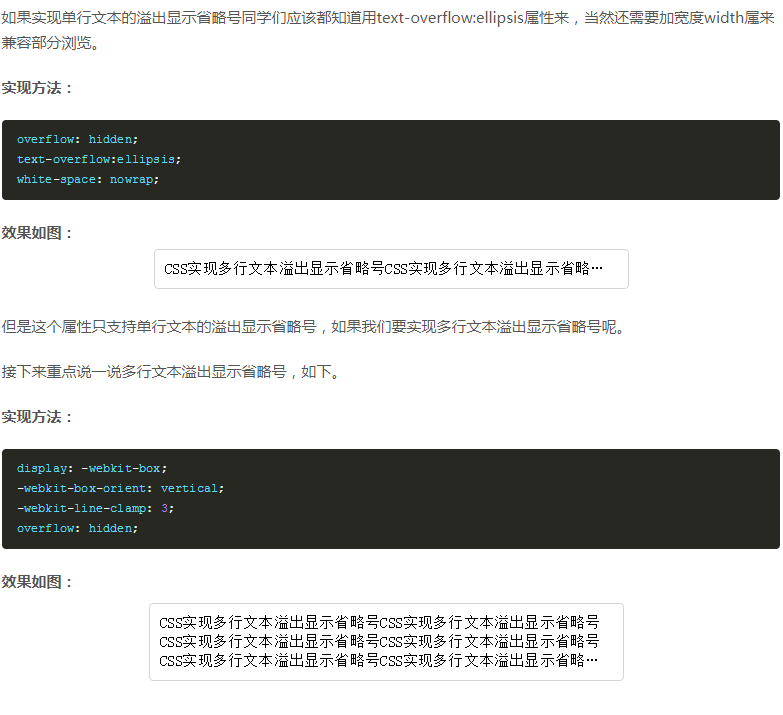 如果实现单行文本的溢出显示省略号同学们应该都知道用text-overflow:ellipsis属性来，当然还需要加宽度width属来
兼容部分浏览。
实现方法：
overflow: hidden;
text-overflow:ellipsis;
white-space: nowrap;
效果如图：
CSS实现多行文本溢出显示省略号CSS实现多行文本溢出显示省略…
但是这个属性只支持单行文本的溢出显示省略号，如果我们要实现多行文本溢出显示省略号呢。
接下来重点说一说多行文本溢出显示省略号，如下。
实现方法：
display: -webkit-box;
-webkit-box-orient: vertical;
-webkit-line-clamp: 3;
overflow: hidden;
效果如图：
CSS实现多行文本溢出显示省略号CSS实现多行文本溢出显示省略号
CSS实现多行文本溢出显示省略号CSS实现多行文本溢出显示省略号
CSS实现多行文本溢出显示省略号CSS实现多行文本溢出显示省略…